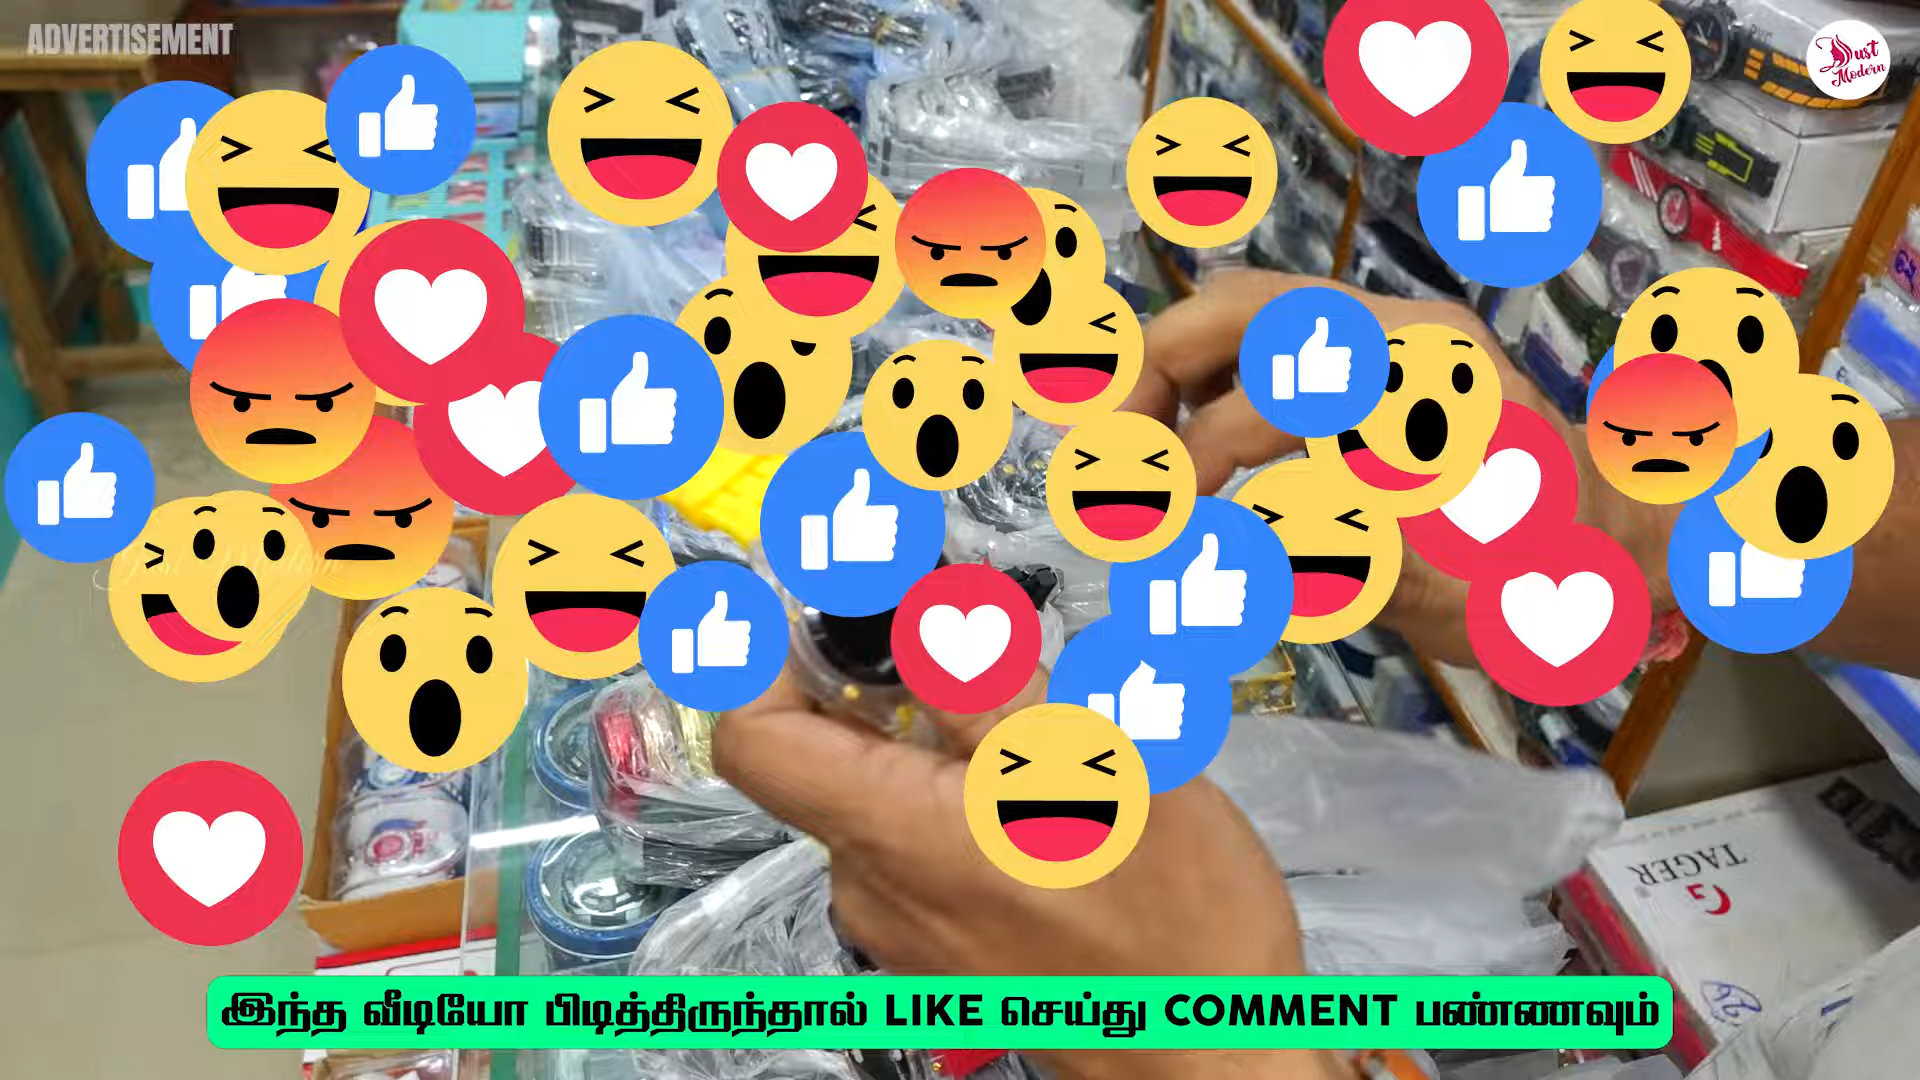 ADVERTISEMENT
Just
Modern
இந்த வீடியோ பிடித்திருந்தால் LIKE செய்து COMMENT பண்ணவும்
TAGER